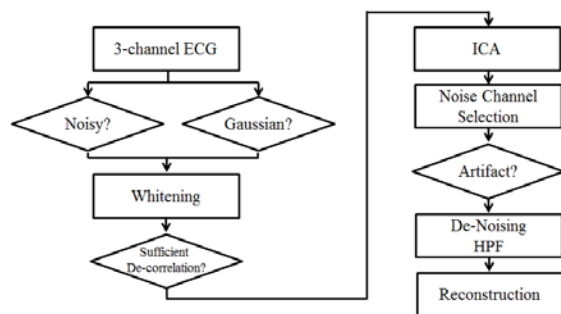 3-channel ECG
Noisy?
Gaussian?
Whitening
Sufficient
De-correlation?
ICA
Noise Channel
Selection
Artifact?
De-Noising
HPF
Reconstruction